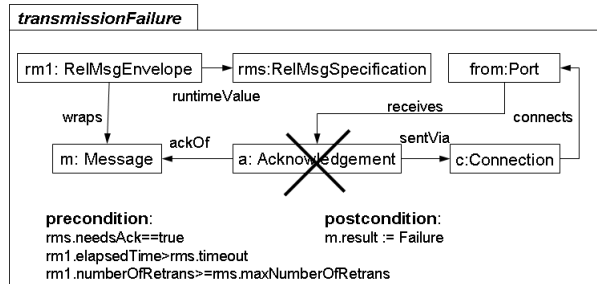 transmissionFailure
rm1: RelMsgEnvelope
rms:RelMsgSpecification
from:Port
runtimeValue
receives
wraps
connects
ackOf
sentVia
m: Message
a: Acknowledgement
c:Connection
precondition:
rms.needsAck==true
rm1.elapsedTime>rms.timeout
rm1.numberOfRetrans>=rms.maxNumberOfRetrans
postcondition:
m.result := Failure